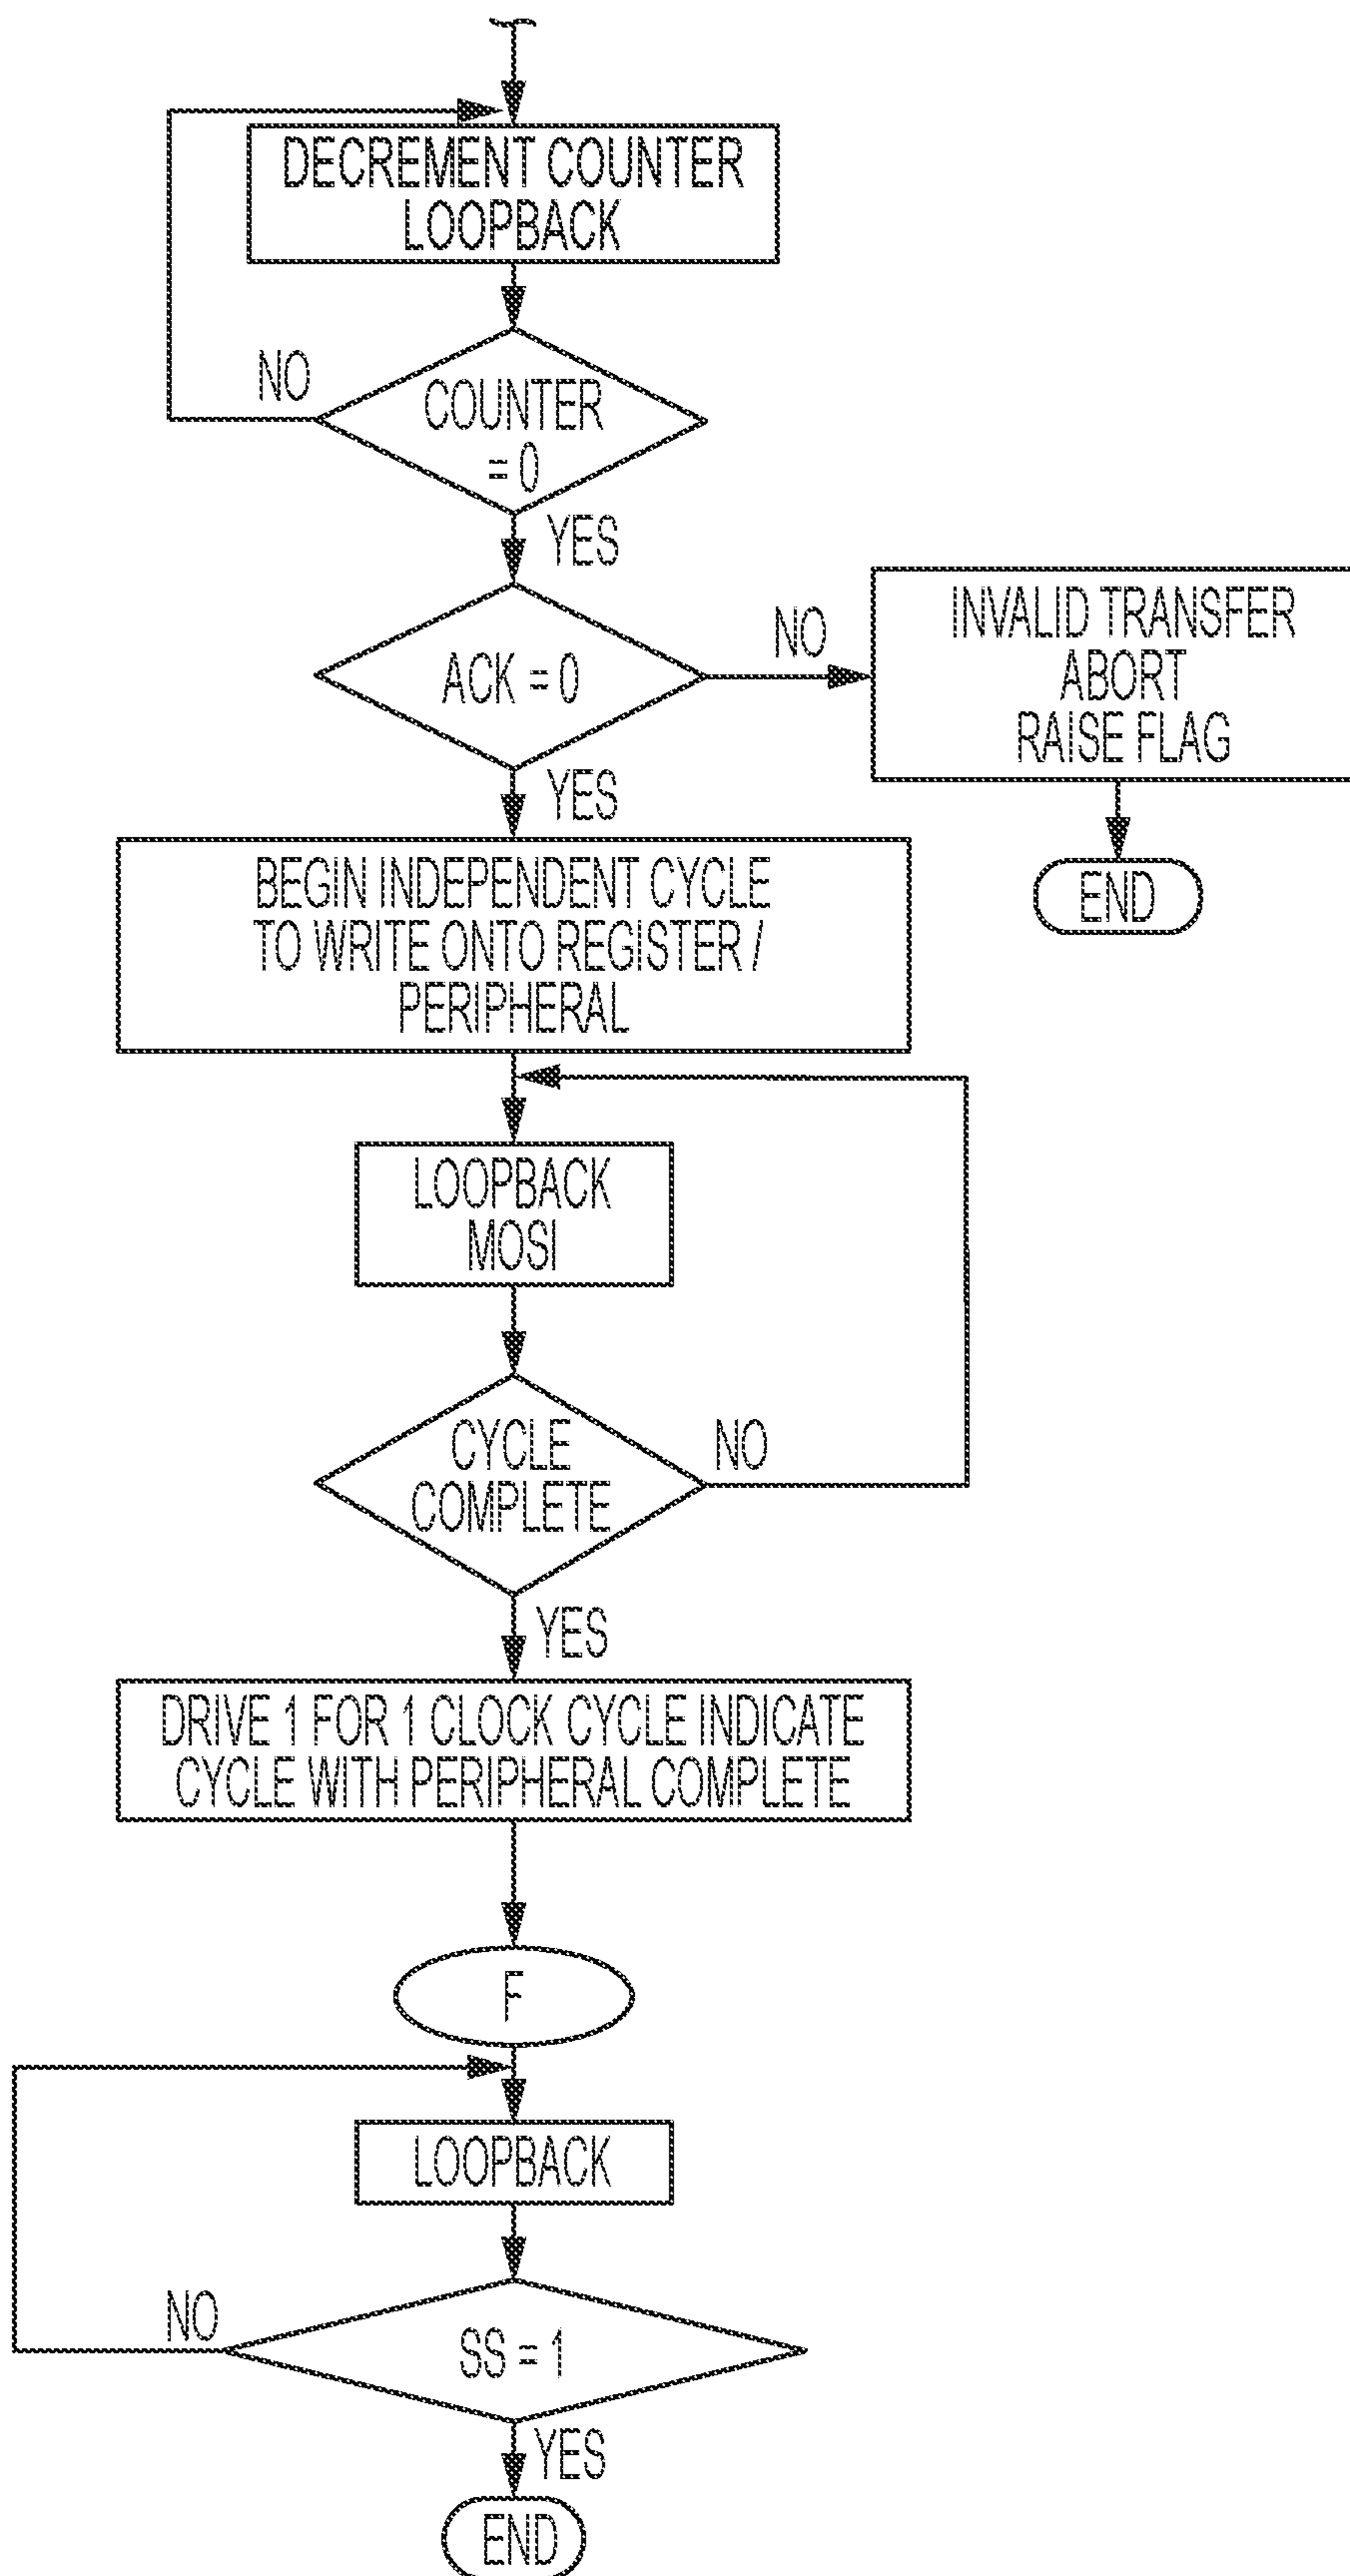 DECREMENT COUNTER
LOOPBACK
NO
COUNTER
= 0
YES
ACK = 0
NO
INVALID TRANSFER
ABORT
RAISE FLAG
YES
END
BEGIN INDEPENDENT CYCLE
TO WRITE ONTO REGISTER /
PERIPHERAL
LOOPBACK
MOSI
CYCLE
COMPLETE
NO
YES
DRIVE 1 FOR 1 CLOCK CYCLE INDICATE
CYCLE WITH PERIPHERAL COMPLETE
F
LOOPBACK
NO
SS = 1
YES
END